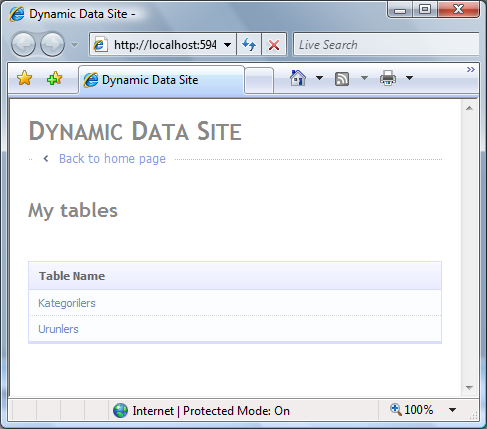 Dynamic Data Site -
http://localhost:594
Live Search
Dynamic Data Site
DYNAMIC DATA SITE
Back to home page
My tables
Table Name
Kategorilers
Urunlers
Internet | Protected Mode: On
100%